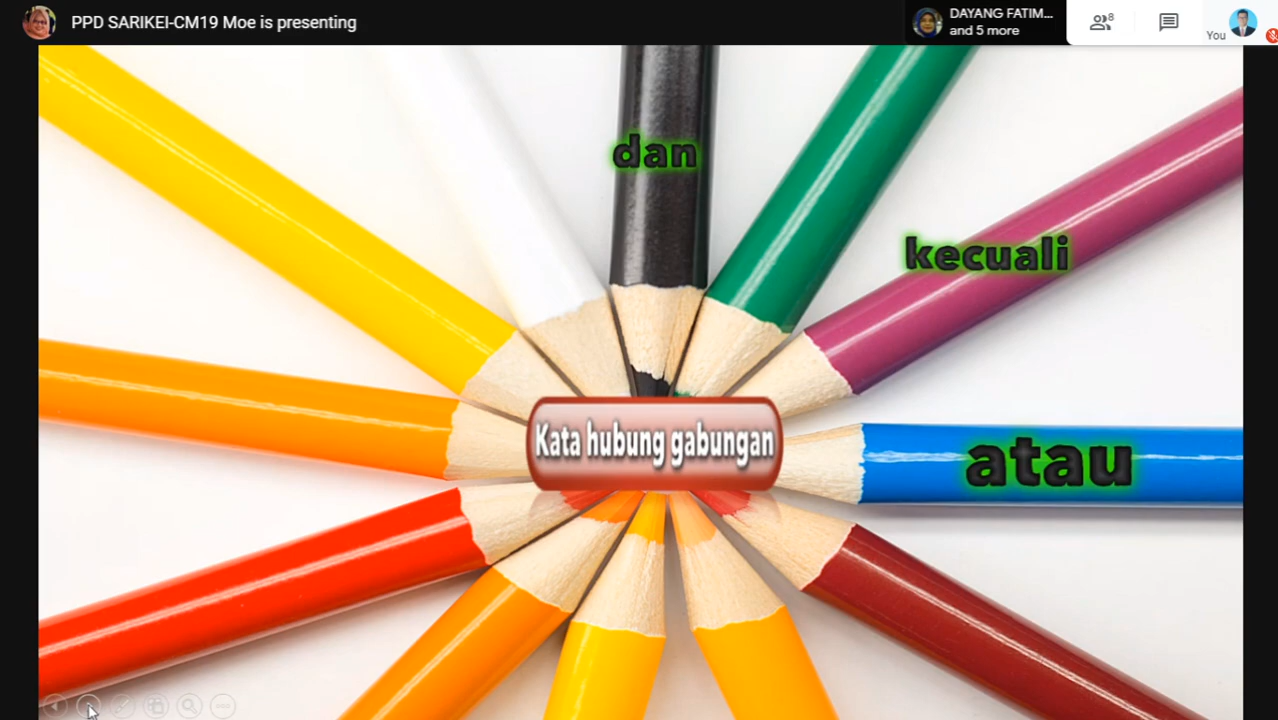 PPD SARIKEI-CM19 Moe is presenting
DAYANG FATIM...
and 5 more
8
You
dan
kecuali
Kata hubung gabungan
atau